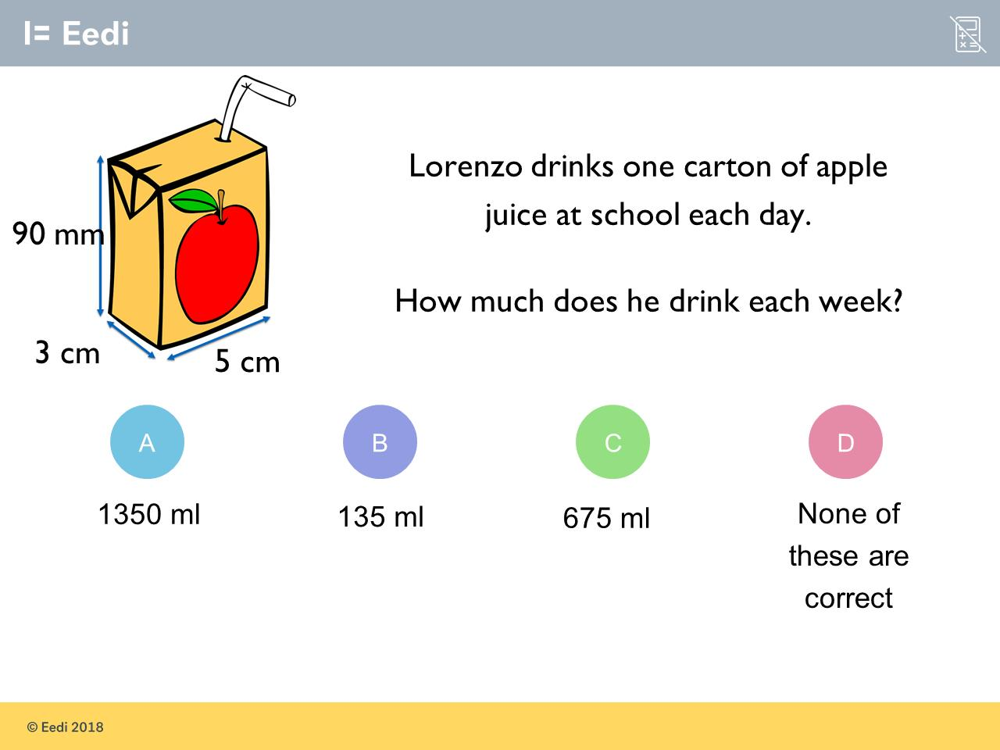 Eedi
Lorenzo drinks one carton of apple
juice at school each day.
90 mm
How much does he drink each week?
3 cm
5 cm
A
B
C
D
1350 ml
135 ml
675 ml
None of
these are
correct
© Eedi 2018